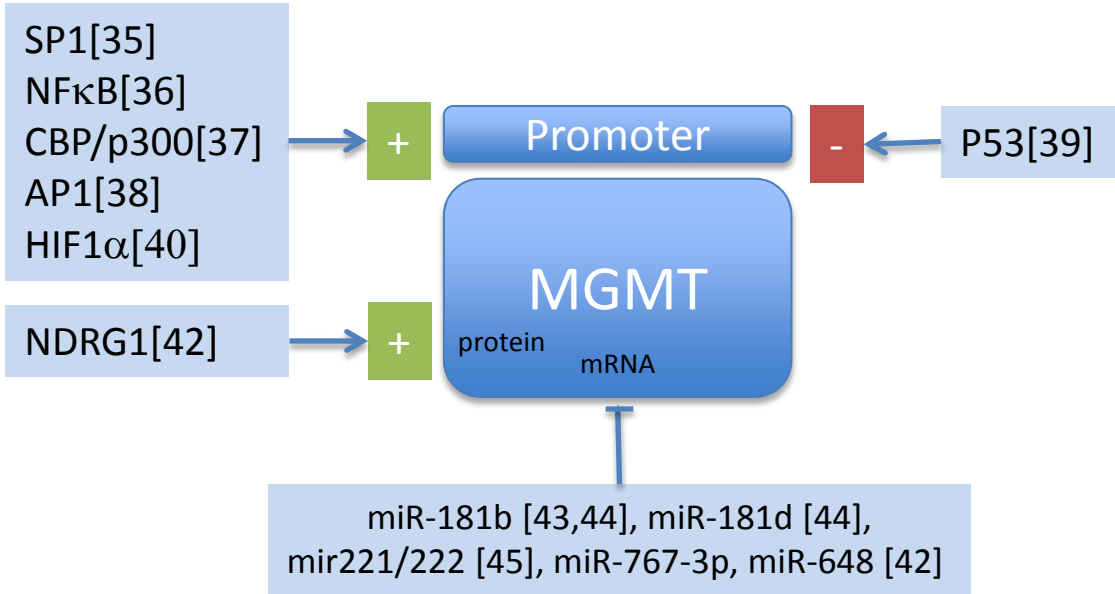 SP1[35]
NFκB[36]
CBP/p300[37]
AP1[38]
HIF1α[40]
+
Promoter
-
P53[39]
NDRG1[42]
+
MGMT
protein
mRNA
miR-181b [43,44], miR-181d [44],
mir221/222 [45], miR-767-3p, miR-648 [42]